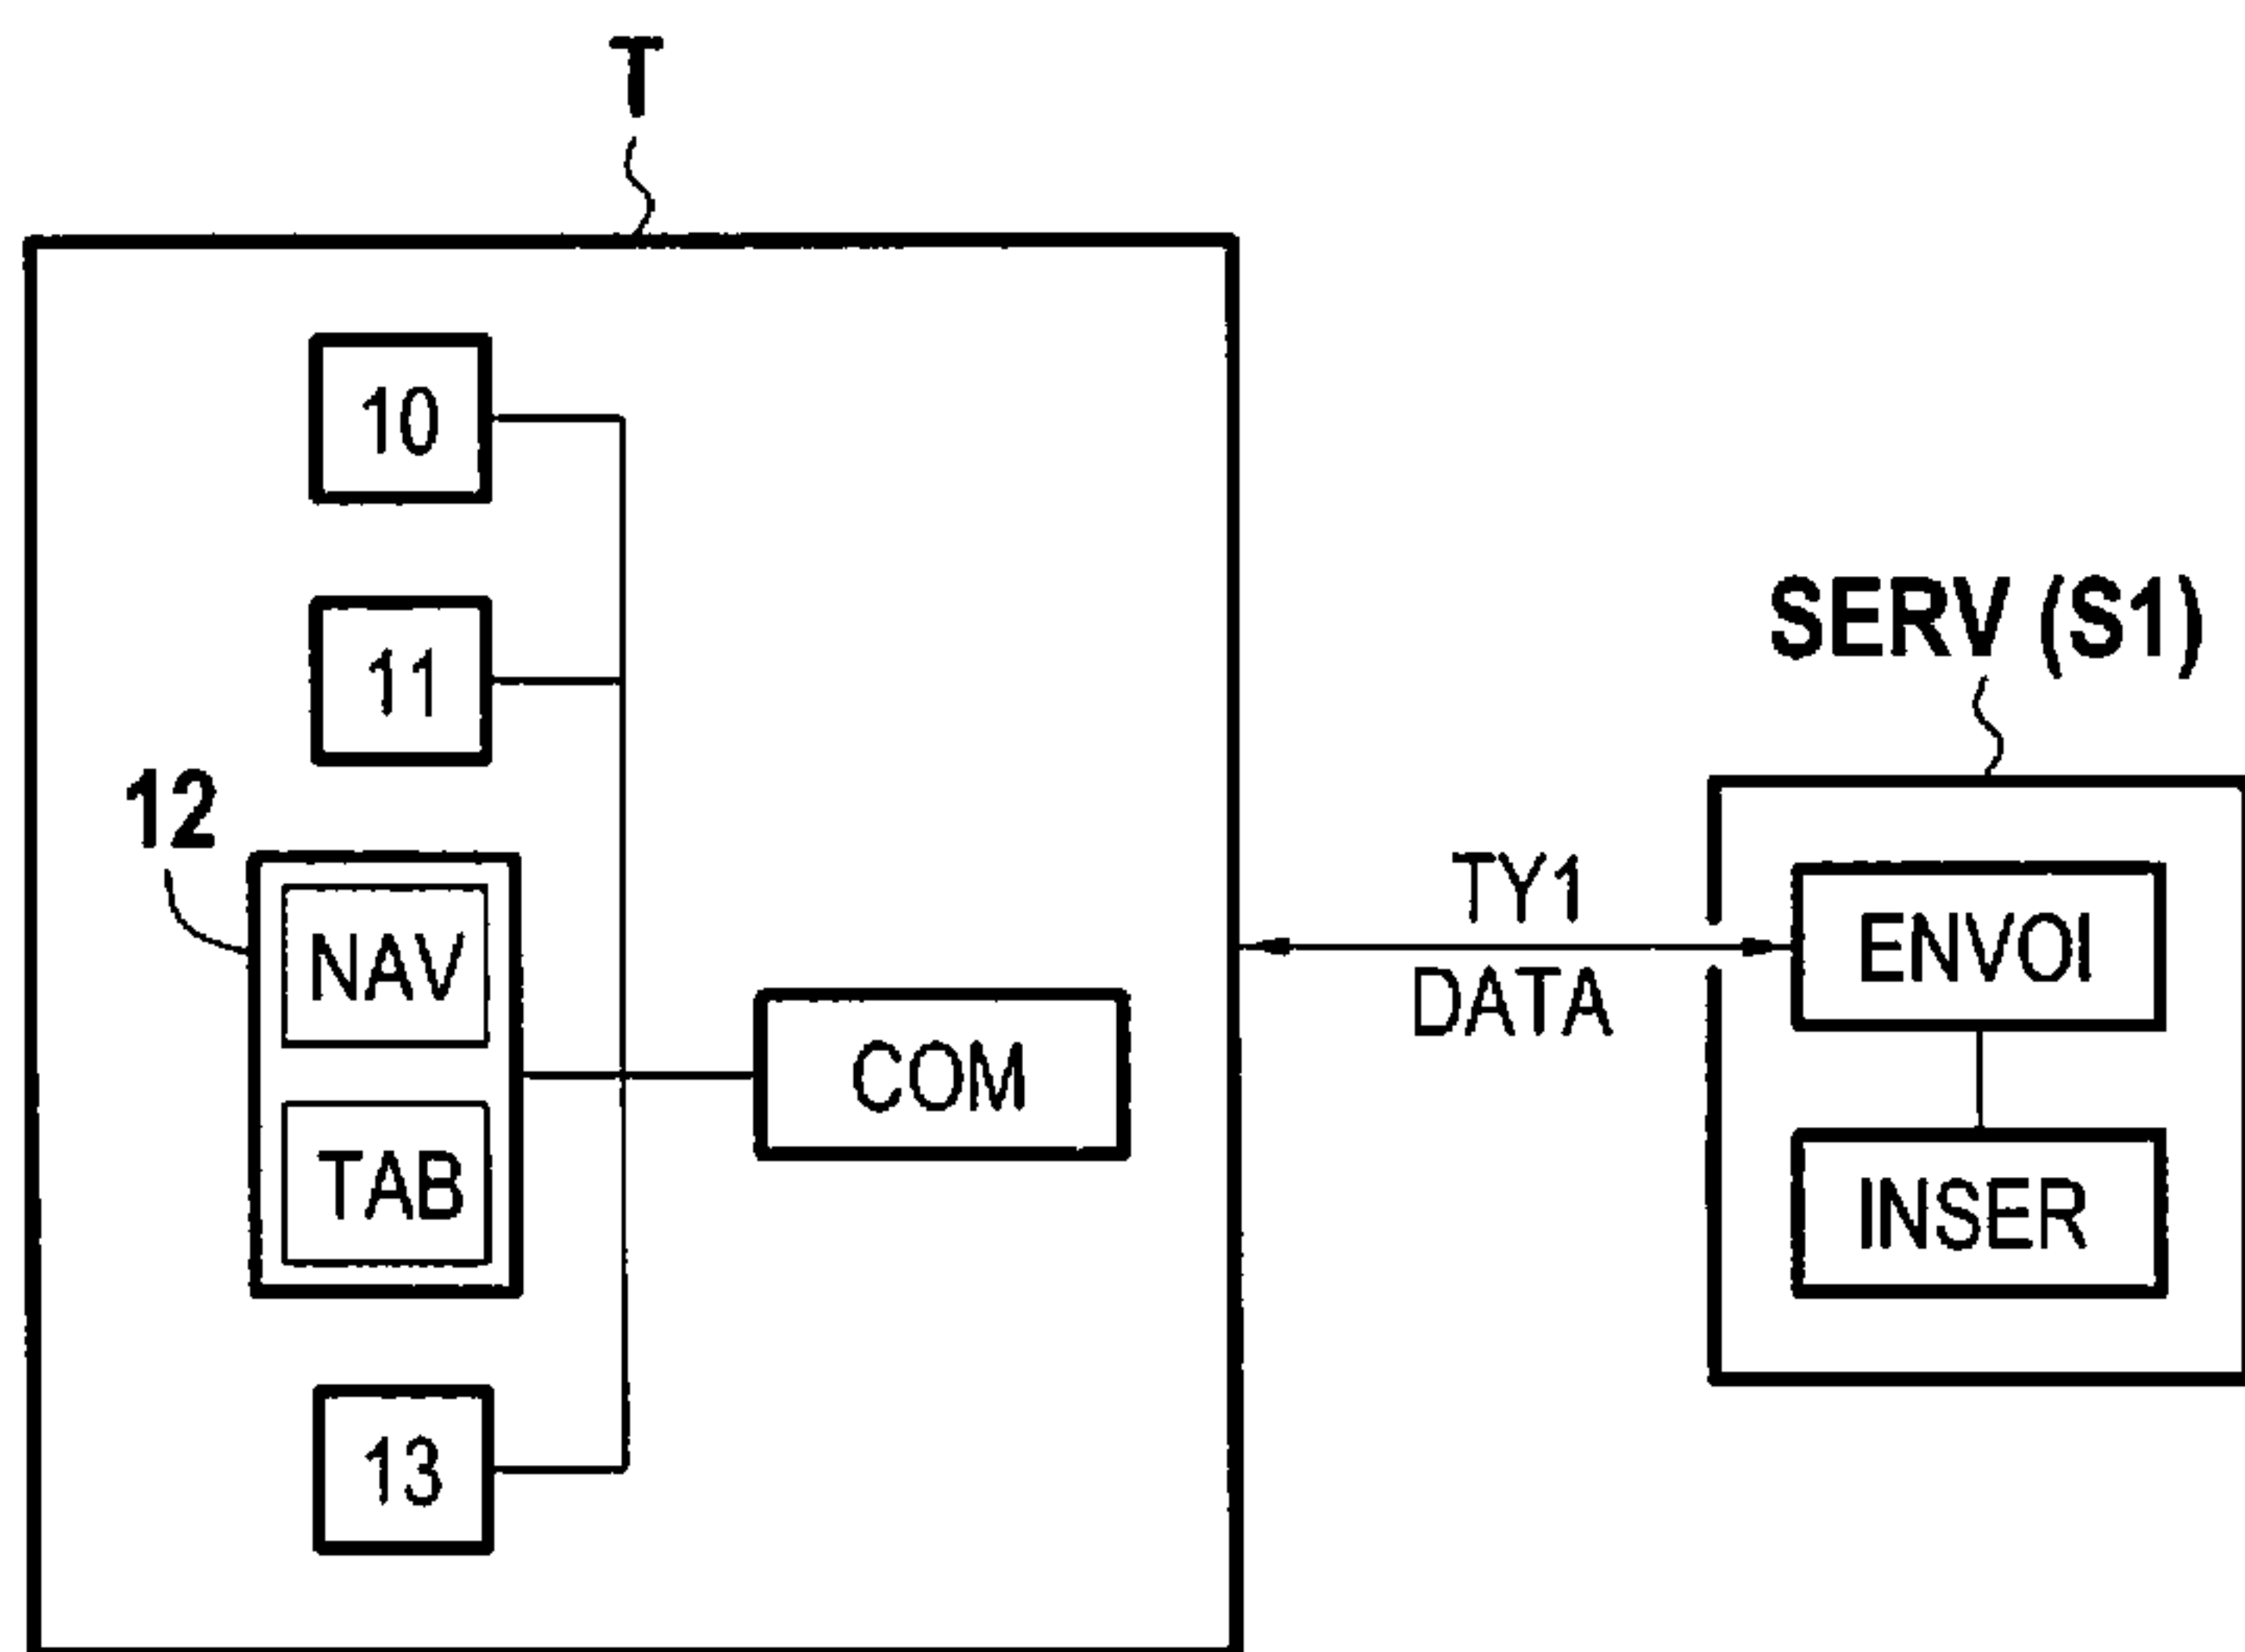 T
10
11
12
NAV
TAB
COM
13
TY1
DATA
SERV (S1)
ENVOI
INSER